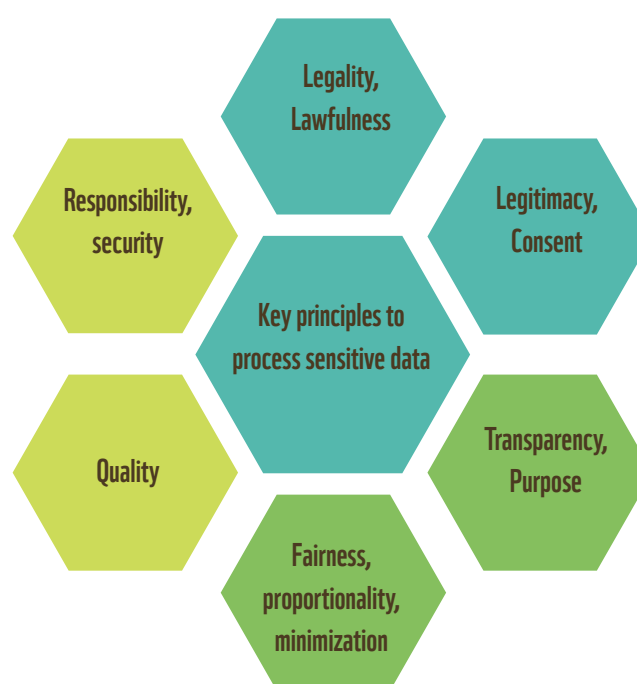 Legality,
Lawfulness
Responsibility,
security
Legitimacy,
Consent
Key principles to
process sensitive data
Quality
Transparency,
Purpose
Fairness,
proportionality,
minimization